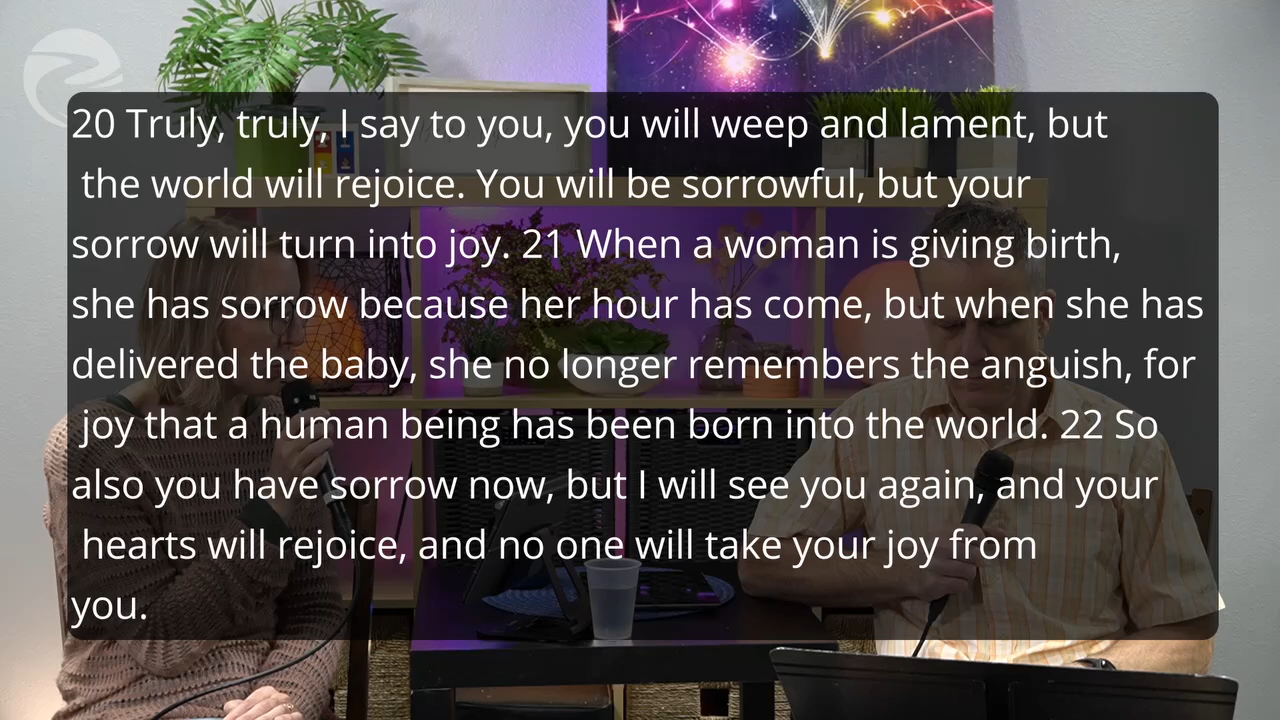 20 Truly, truly, I say to you, you will weep and lament, but
the world will rejoice. You will be sorrowful, but your
sorrow will turn into joy. 21 When a woman is giving birth,
she has sorrow because her hour has come, but when she has
delivered the baby, she no longer remembers the anguish, for
joy that a human being has been born into the world. 22 So
also you have sorrow now, but I will see you again, and your
hearts will rejoice, and no one will take your joy from
you.